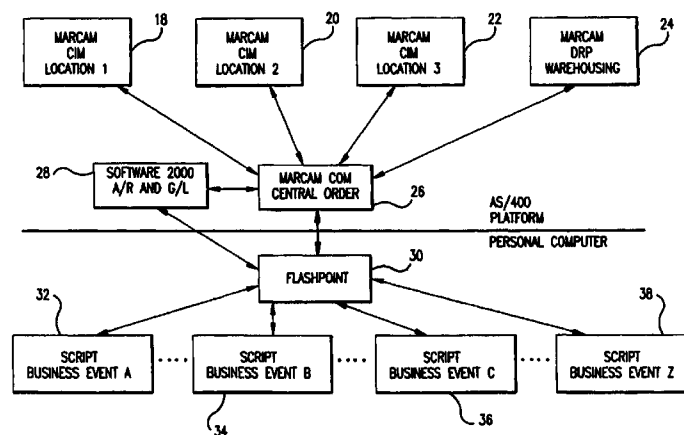 18
20
22
24
MARCAM
CIM
LOCATION 1
MARCAM
CIM
LOCATION 2
MARCAM
CIM
LOCATION 3
MARCAM
DRP
WAREHOUSING
28
SOFTWARE 2000
A/R AND G/L
MARCAM COM
CENTRAL ORDER
26
AS/400
PLATFORM
PERSONAL COMPUTER
30
FLASHPOINT
32
38
SCRIPT
BUSINESS EVENT A
SCRIPT
BUSINESS EVENT B
SCRIPT
BUSINESS EVENT C
SCRIPT
BUSINESS EVENT Z
34
36